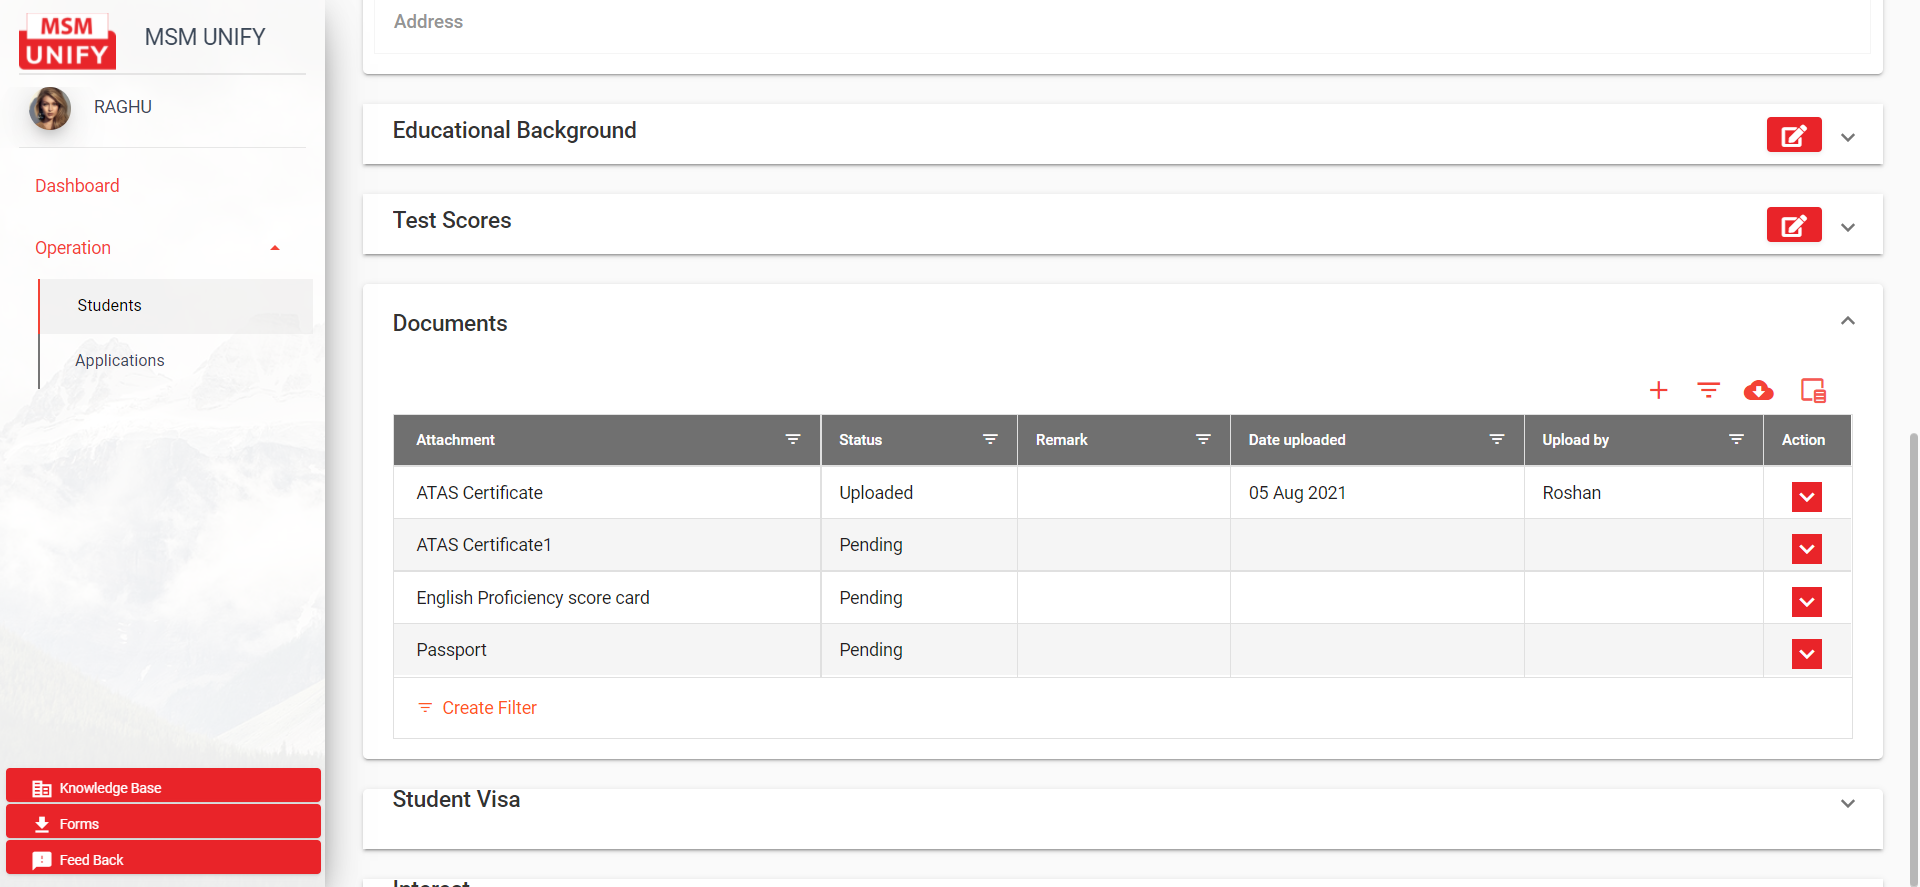 MSM
UNIFY
MSM UNIFY
RAGHU
Dashboard
Operation
Students
Applications
Knowledge Base
Forms
Feed Back
Address
Educational Background
Test Scores
Documents
Attachment Status Remark Date uploaded Upload by Action
ATAS Certificate Uploaded 05 Aug 2021 Roshan
ATAS Certificate1 Pending
English Proficiency score card Pending
Passport Pending
Create Filter
Student Visa
Interest